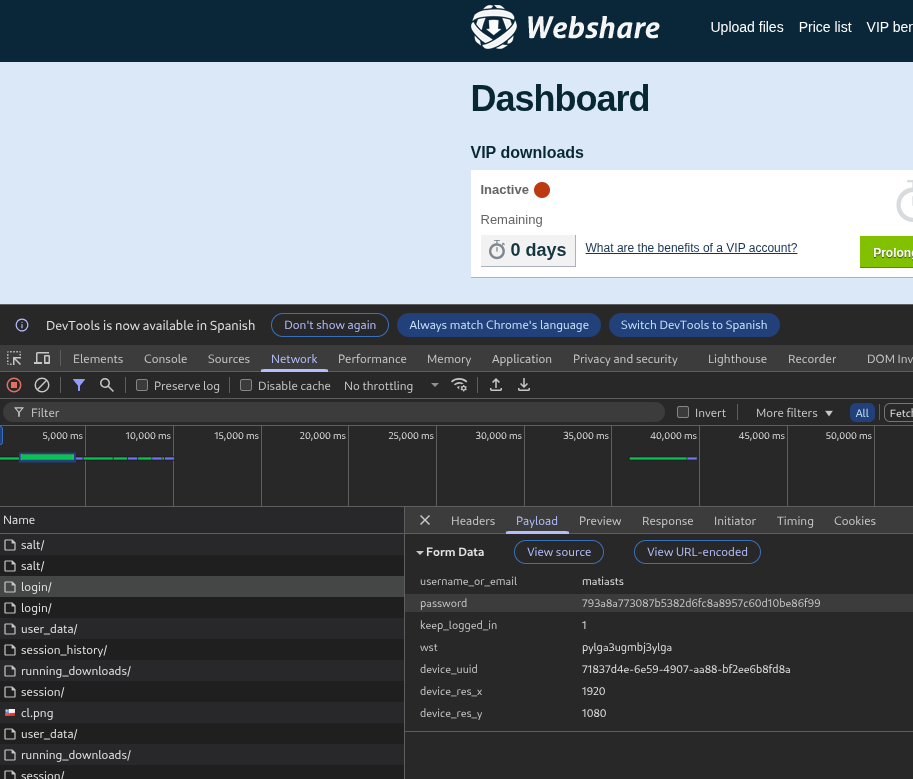 Webshare Upload files Price list VIP ber
Dashboard
VIP downloads
Inactive
Remaining
0 days What are the benefits of a VIP account? Prolong
DevTools is now available in Spanish Don't show again Always match Chrome's language Switch DevTools to Spanish
Elements Console Sources Network Performance Memory Application Privacy and security Lighthouse Recorder DOM Inv
Preserve log Disable cache No throttling
Filter Invert More filters All Fetch
5,000 ms 10,000 ms 15,000 ms 20,000 ms 25,000 ms 30,000 ms 35,000 ms 40,000 ms 45,000 ms 50,000 ms
Name
salt/
salt/
login/
login/
user_data/
session_history/
running_downloads/
session/
cl.png
user_data/
running_downloads/
session/
Headers Payload Preview Response Initiator Timing Cookies
Form Data View source View URL-encoded
username_or_email matiasts
password 793a8a773087b5382d6fc8a8957c60d10be86f99
keep_logged_in 1
wst pylga3ugmbj3ylga
device_uuid 71837d4e-6e59-4907-aa88-bf2ee6b8fd8a
device_res_x 1920
device_res_y 1080